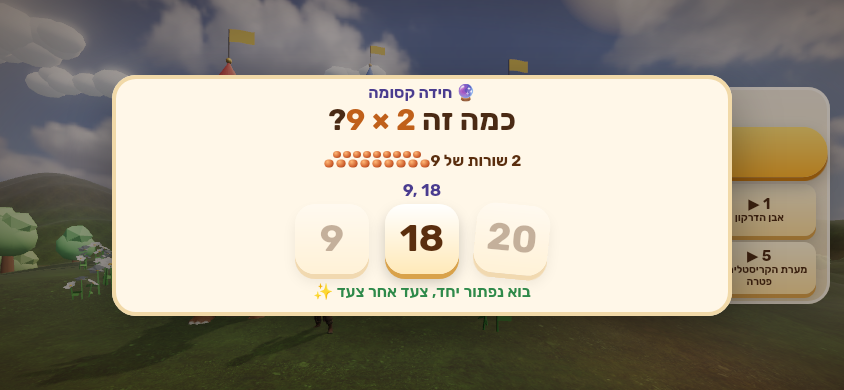 🔮 חידה קסומה
כמה זה 2 × 9?
2 שורות של 9
9, 18
9
18
20
בוא נפתור יחד, צעד אחר צעד ✨
1 ▶
אבן הדרקון
5 ▶
מערת הקריסטלי
פטרה